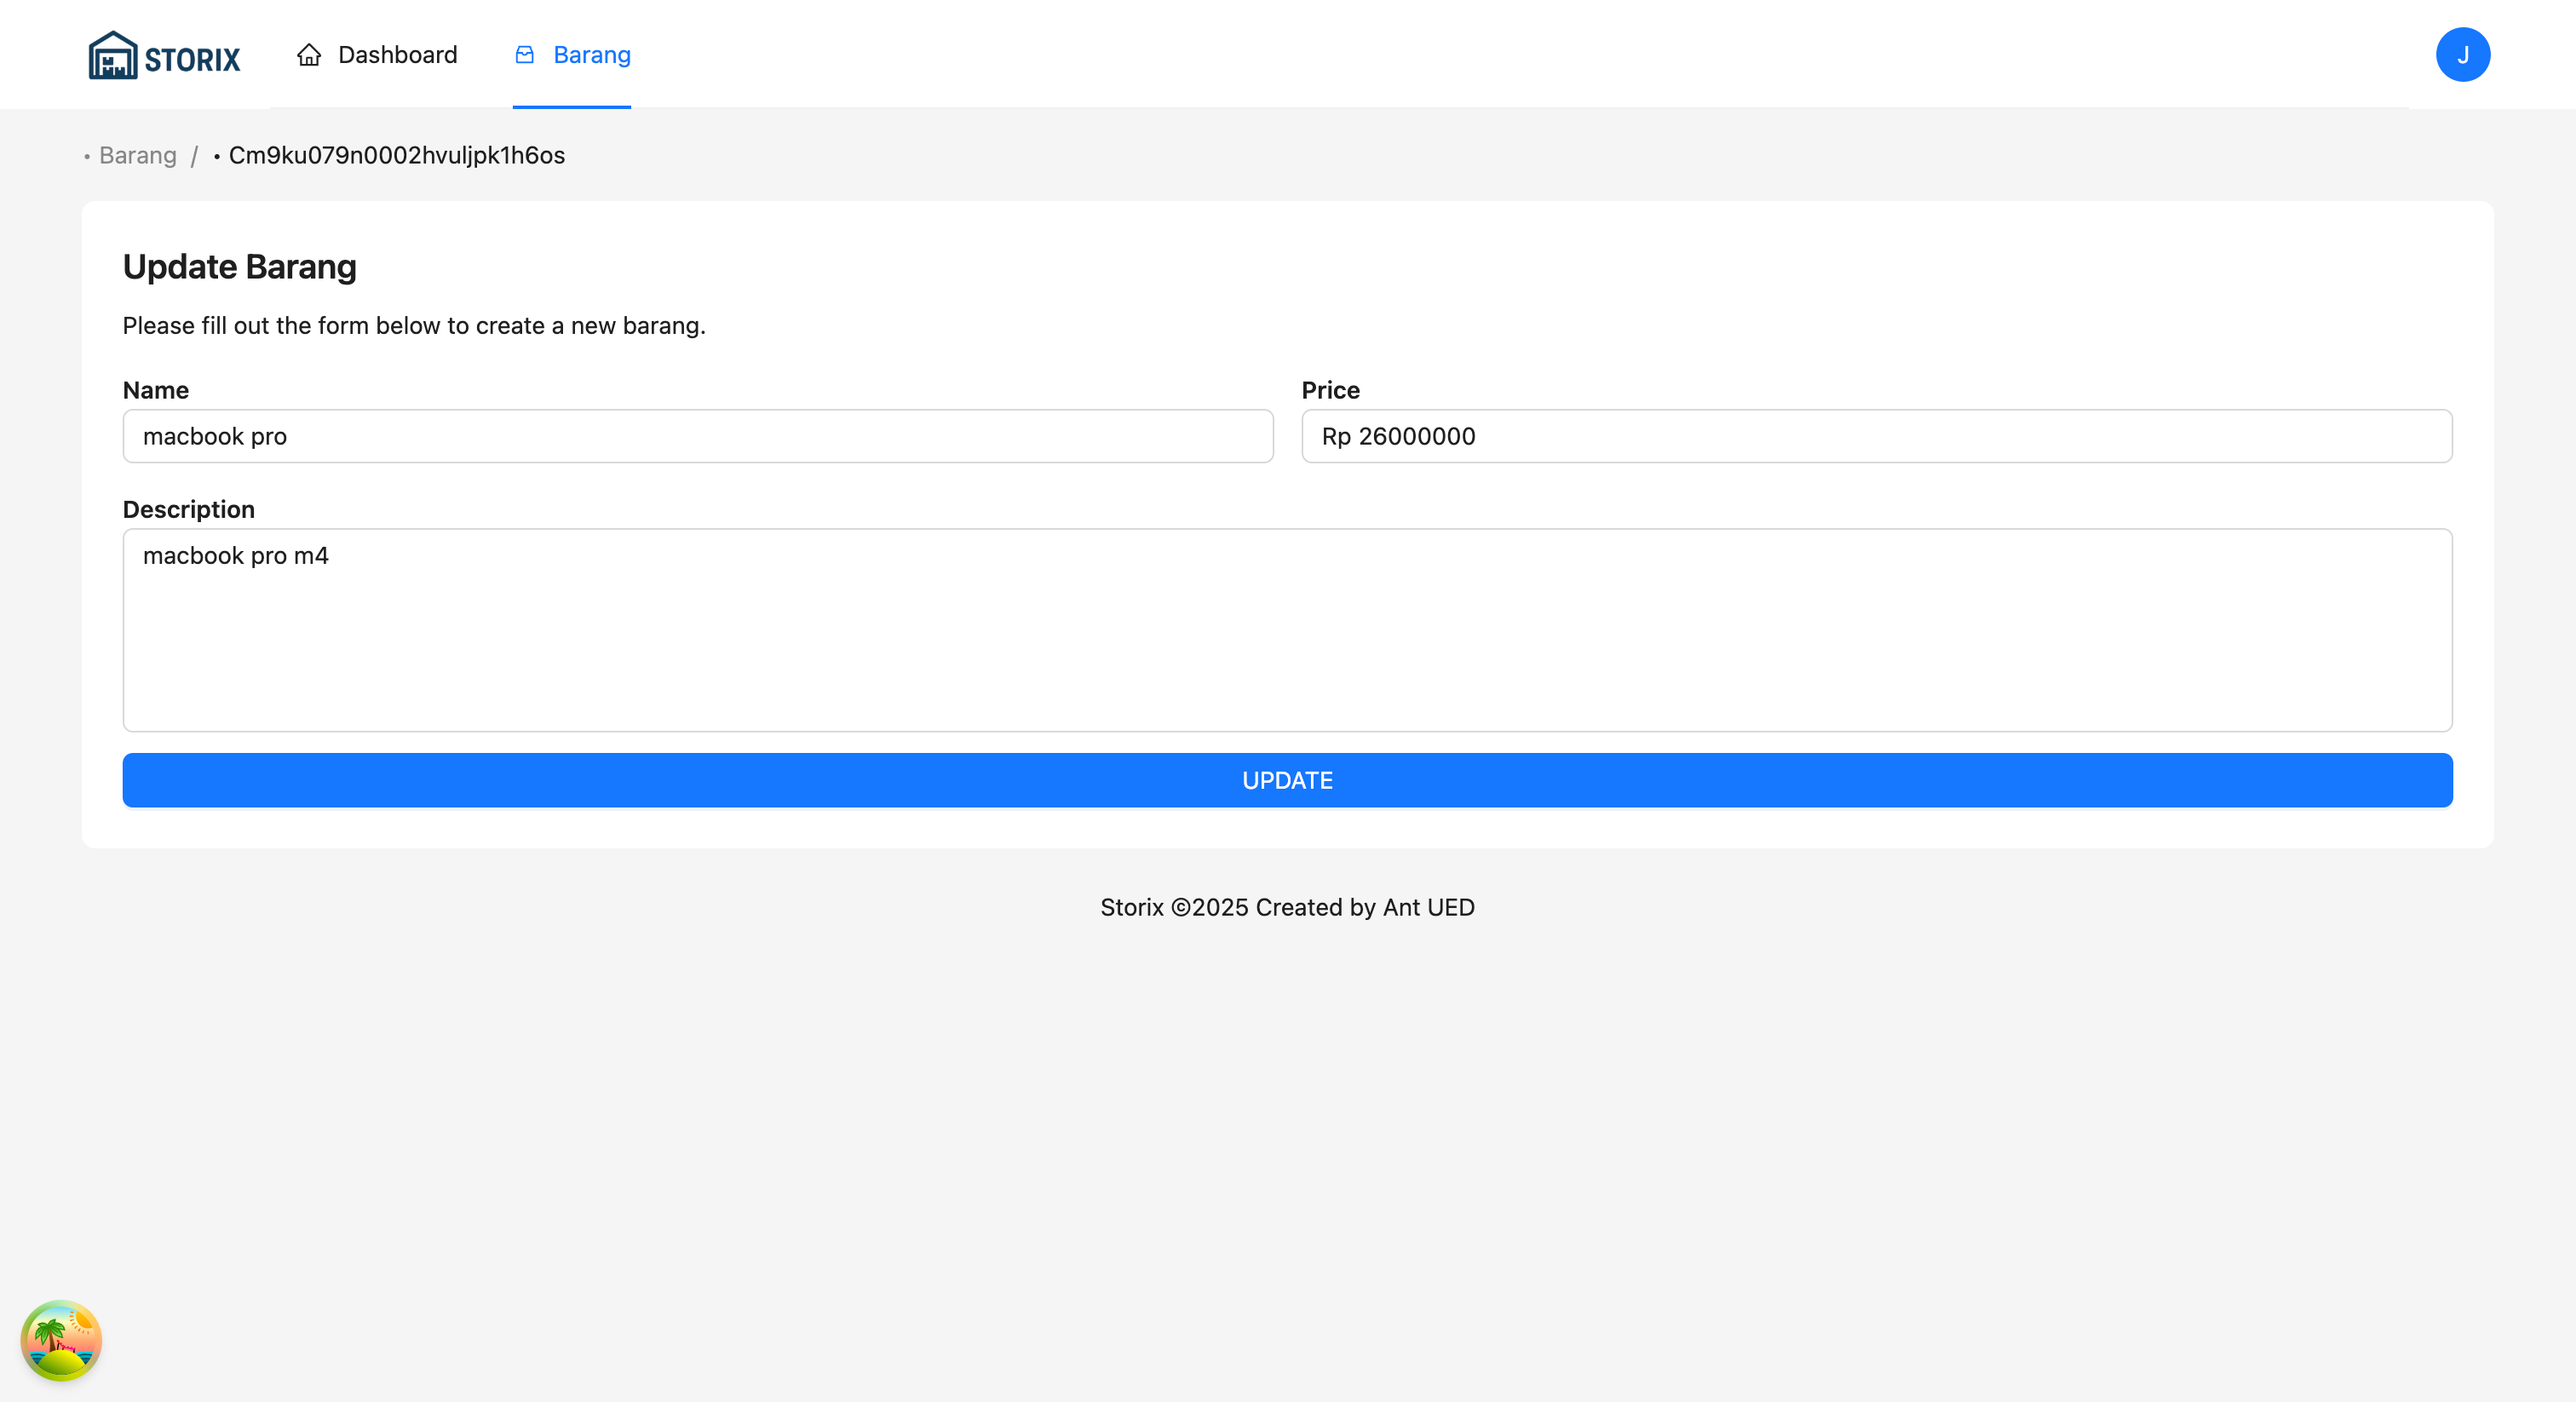 STORIX
Dashboard
Barang
J
• Barang / • Cm9ku079n0002hvuljpk1h6os
Update Barang
Please fill out the form below to create a new barang.
Name
Price
macbook pro
Rp 26000000
Description
macbook pro m4
UPDATE
Storix ©2025 Created by Ant UED